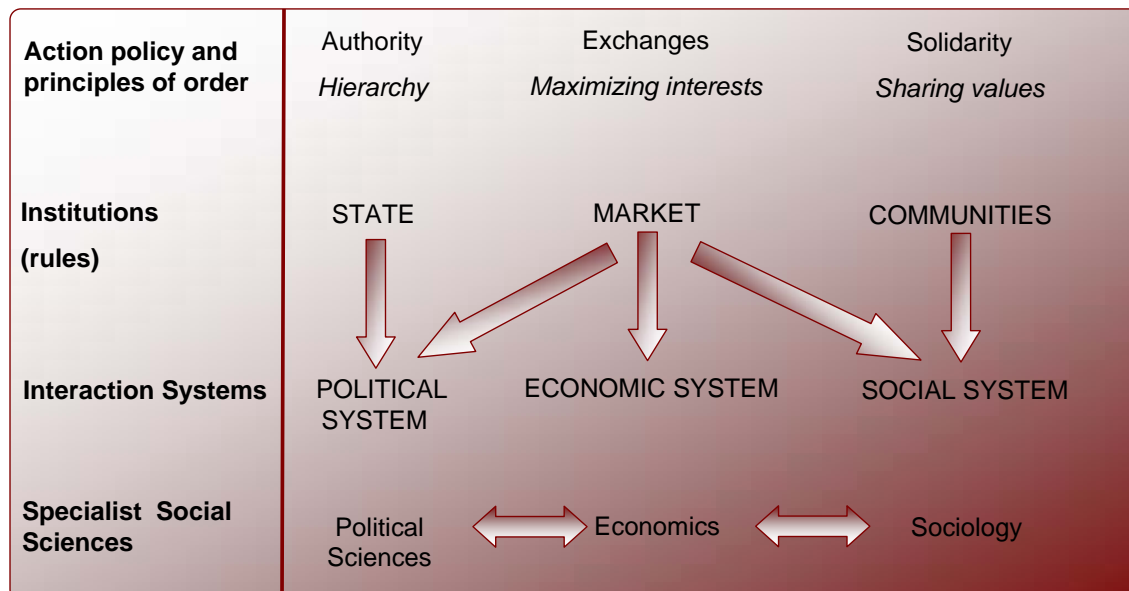 Action policy and
principles of order
Authority
Exchanges
Solidarity
Hierarchy
Maximizing interests
Sharing values
Institutions
(rules)
STATE
MARKET
COMMUNITIES
Interaction Systems
POLITICAL
SYSTEM
ECONOMIC SYSTEM
SOCIAL SYSTEM
Specialist Social
Sciences
Political
Sciences
Economics
Sociology